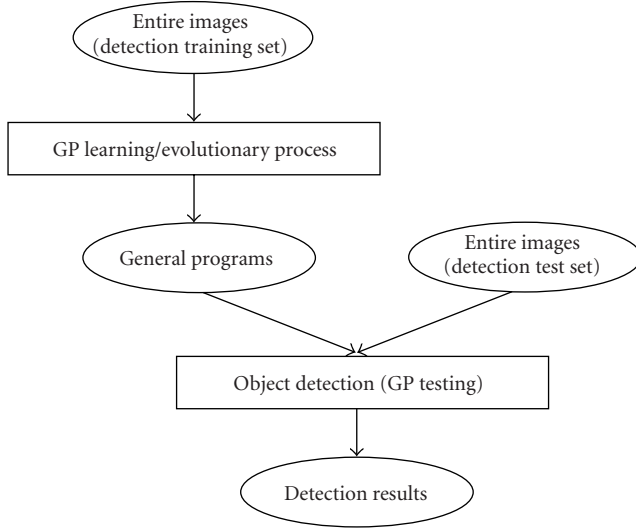 Entire images
(detection training set)
GP learning/evolutionary process
General programs
Entire images
(detection test set)
Object detection (GP testing)
Detection results